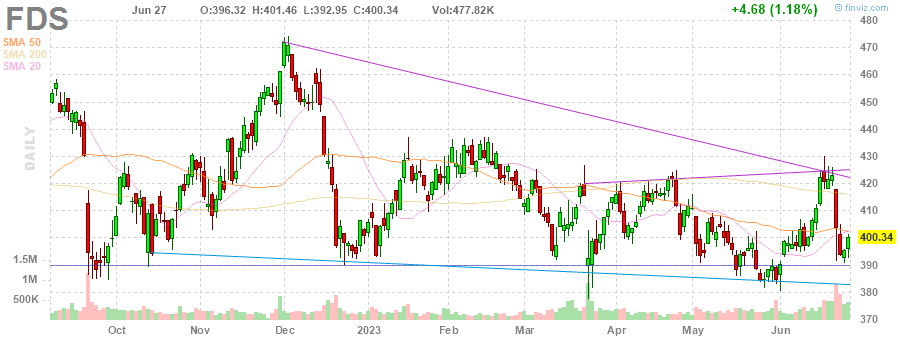 FDS
Jun 27 O:396.32 H:401.46 L:392.95 C:400.34 Vol:477.82K
+4.68 (1.18%)
© finviz.com
SMA 50
SMA 200
SMA 20
DAILY
480
470
460
450
440
430
420
410
400.34
390
380
370
1.5M
1M
500K
Oct Nov Dec 2023 Feb Mar Apr May Jun